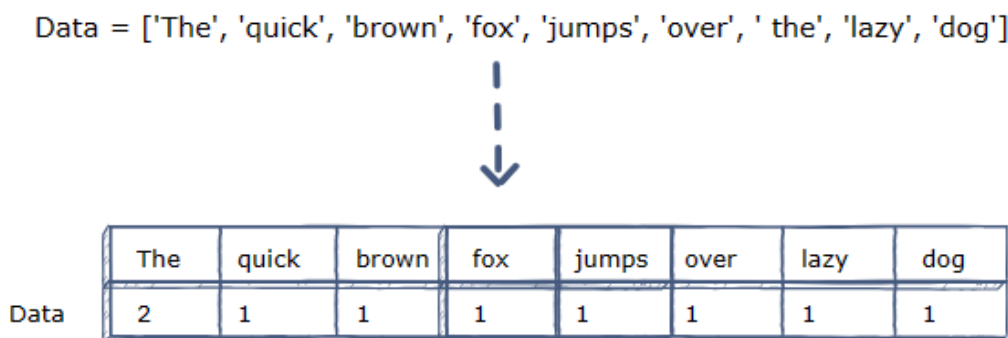 Data = ['The', 'quick', 'brown', 'fox', 'jumps', 'over', ' the', 'lazy', 'dog']
The quick brown fox jumps over lazy dog
Data 2 1 1 1 1 1 1 1